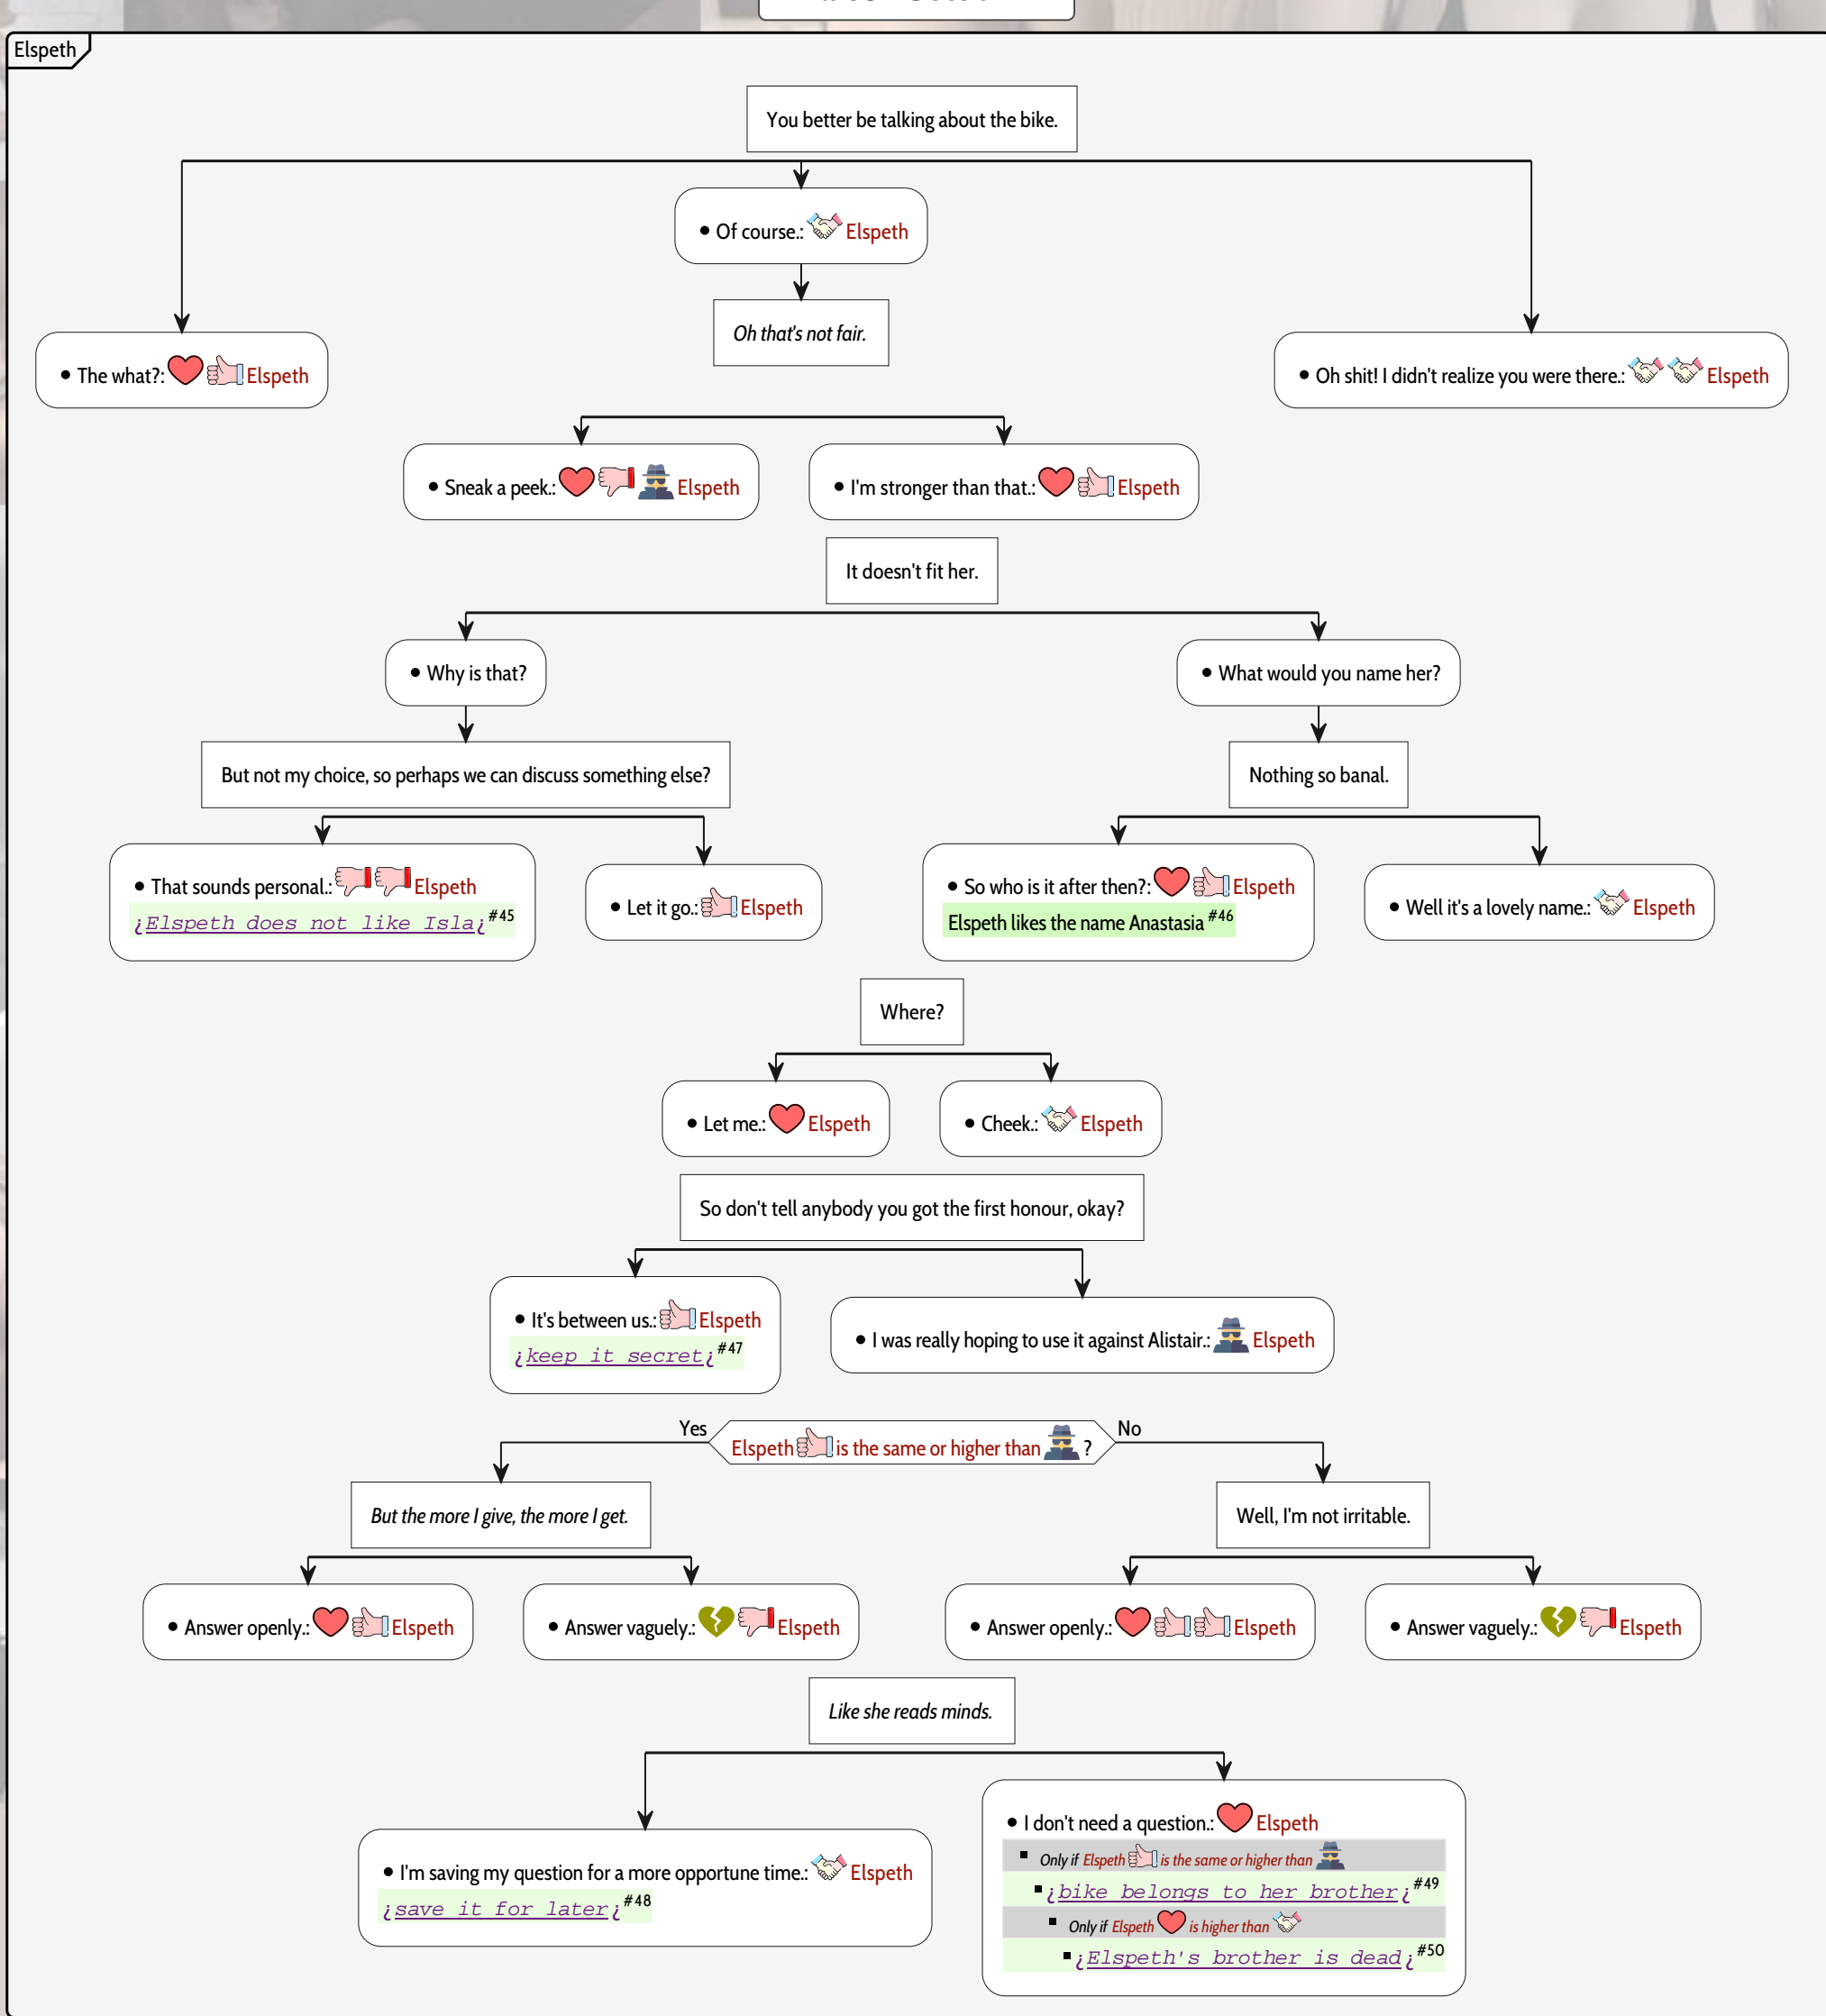 Elspeth
You better be talking about the bike.
Of course.: Elspeth
Oh that's not fair.
The what?: Elspeth
Oh shit! I didn't realize you were there.: Elspeth
Sneak a peek.: Elspeth
I'm stronger than that.: Elspeth
It doesn't fit her.
Why is that?
What would you name her?
But not my choice, so perhaps we can discuss something else?
Nothing so banal.
That sounds personal.: Elspeth
¿Elspeth does not like Isla¿ #45
Let it go.: Elspeth
So who is it after then?: Elspeth
Elspeth likes the name Anastasia #46
Well it's a lovely name.: Elspeth
Where?
Let me.: Elspeth
Cheek.: Elspeth
So don't tell anybody you got the first honour, okay?
It's between us.: Elspeth
¿keep it secret¿ #47
I was really hoping to use it against Alistair.: Elspeth
Yes
Elspeth is the same or higher than ?
No
But the more I give, the more I get.
Well, I'm not irritable.
Answer openly.: Elspeth
Answer vaguely.: Elspeth
Answer openly.: Elspeth
Answer vaguely.: Elspeth
Like she reads minds.
I'm saving my question for a more opportune time.: Elspeth
¿save it for later¿ #48
I don't need a question.: Elspeth
Only if Elspeth is the same or higher than
¿bike belongs to her brother¿ #49
Only if Elspeth is higher than
¿Elspeth's brother is dead¿ #50